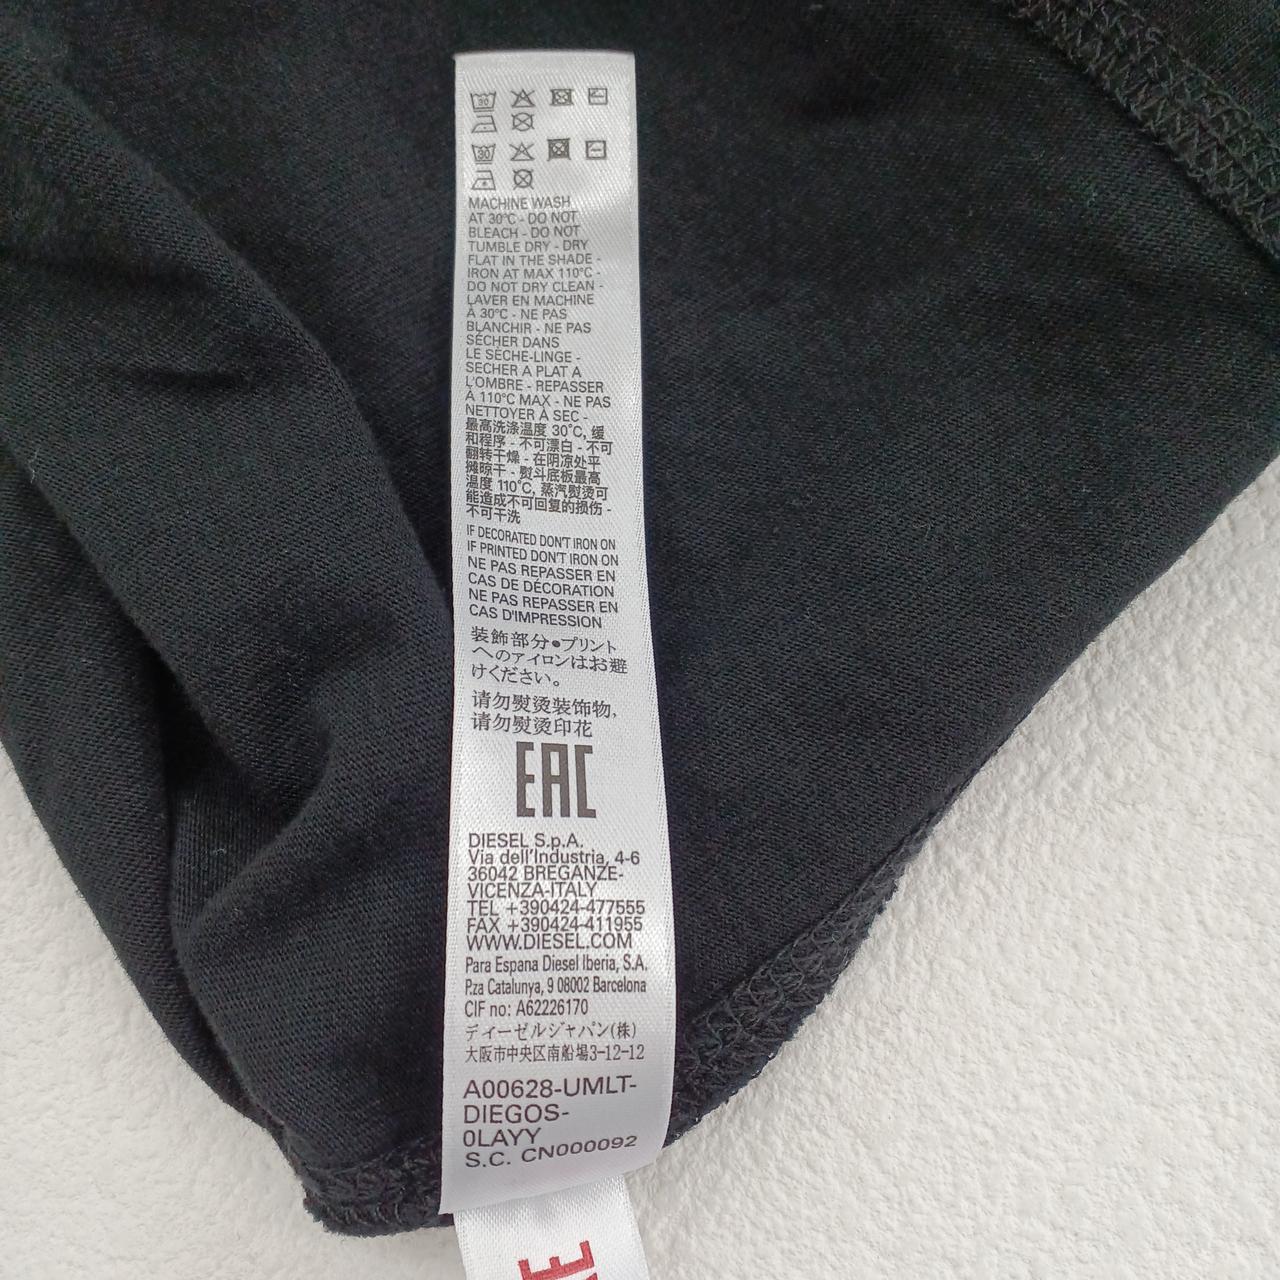 30
30
MACHINE WASH
AT 30°C - DO NOT
BLEACH - DO NOT
TUMBLE DRY - DRY
FLAT IN THE SHADE -
IRON AT MAX 110°C -
DO NOT DRY CLEAN -
LAVER EN MACHINE
À 30°C - NE PAS
BLANCHIR - NE PAS
SÉCHER DANS
LE SÈCHE-LINGE -
SECHER A PLAT A
L'OMBRE - REPASSER
À 110°C MAX - NE PAS
NETTOYER À SEC -
最高洗涤温度 30°C, 缓
和程序 - 不可漂白 - 不可
翻转干燥 - 在阴凉处平
摊晾干 - 熨斗底板最高
温度 110°C, 蒸汽熨烫可
能造成不可回复的损伤 -
不可干洗
IF DECORATED DON'T IRON ON
IF PRINTED DON'T IRON ON
NE PAS REPASSER EN
CAS DE DÉCORATION
NE PAS REPASSER EN
CAS D'IMPRESSION
装飾部分●プリント
へのアイロンはお避
けください。
请勿熨烫装饰物,
请勿熨烫印花
EAC
DIESEL S.p.A.
Via dell'Industria, 4-6
36042 BREGANZE-
VICENZA-ITALY
TEL +390424-477555
FAX +390424-411955
WWW.DIESEL.COM
Para Espana Diesel Iberia, S.A.
P.za Catalunya, 9 08002 Barcelona
CIF no: A62226170
ディーゼルジャパン(株)
大阪市中央区南船場3-12-12
A00628-UMLT-
DIEGOS-
0LAYY
S.C. CN000092